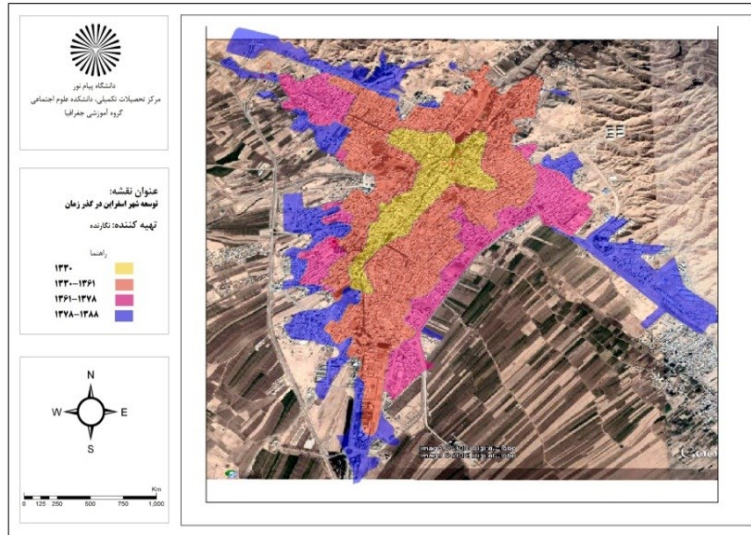 دانشگاه پیام نور
مرکز تحصیلات تکمیلی، دانشکده علوم اجتماعی
گروه آموزشی جغرافیا
عنوان نقشه:
توسعه شهر اسفراین در گذر زمان
تهیه کننده: نگارنده
راهنما
۱۳۳۰
۱۳۳۰-۱۳۶۱
۱۳۶۱-۱۳۷۸
۱۳۷۸-۱۳۸۸
N
W E
S
Km
0 125 250 500 750 1,000